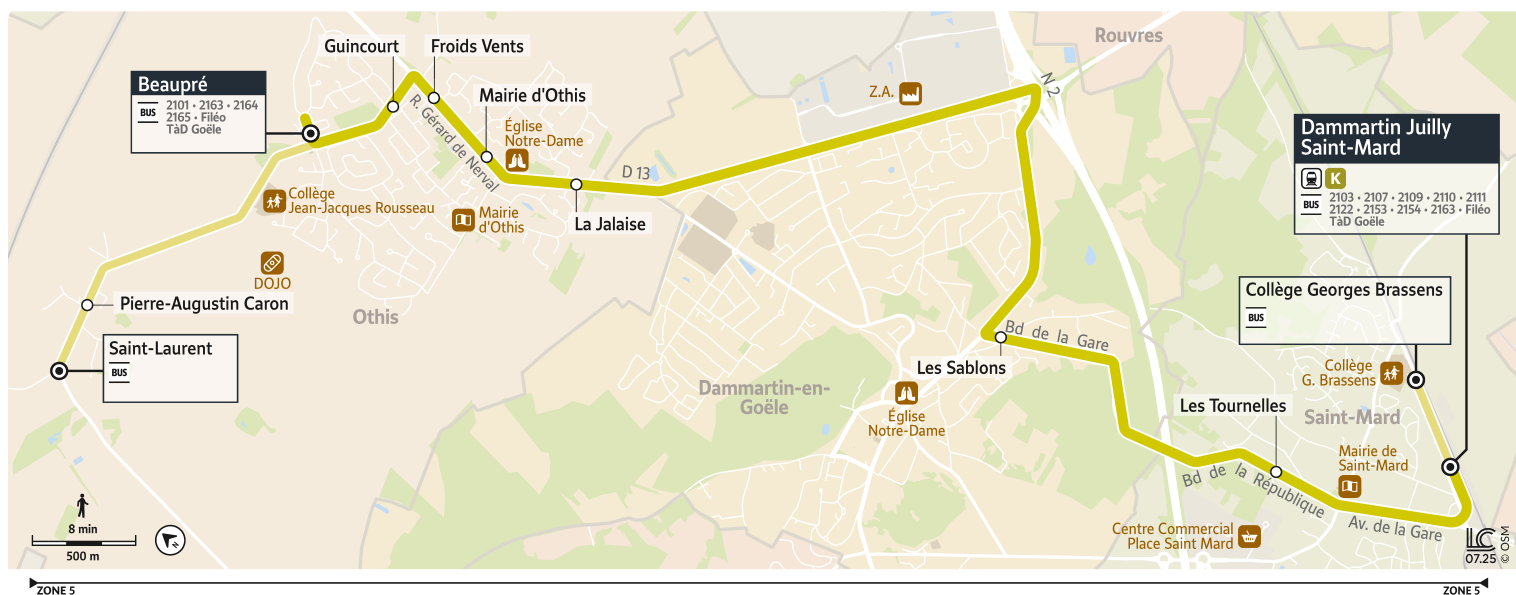 Guincourt
Froids Vents
Rouvres
Beaupré
BUS
2101 • 2163 • 2164
2165 • Filéo
TàD Goële
Mairie d'Othis
R. Gérard de Nerval
Église
Notre-Dame
Z.A.
N 2
D 13
Dammartin Juilly
Saint-Mard
K
BUS
2103 • 2107 • 2109 • 2110 • 2111
2122 • 2153 • 2154 • 2163 • Filéo
TàD Goële
Collège
Jean-Jacques Rousseau
Mairie
d'Othis
La Jalaise
DOJO
Pierre-Augustin Caron
Othis
Collège Georges Brassens
BUS
Saint-Laurent
BUS
Bd de la Gare
Les Sablons
Dammartin-en-
Goële
Église
Notre-Dame
Collège
G. Brassens
Les Tournelles
Saint-Mard
Mairie de
Saint-Mard
Bd de la République
Av. de la Gare
Centre Commercial
Place Saint Mard
8 min
500 m
LC
07.25
© OSM
ZONE 5
ZONE 5